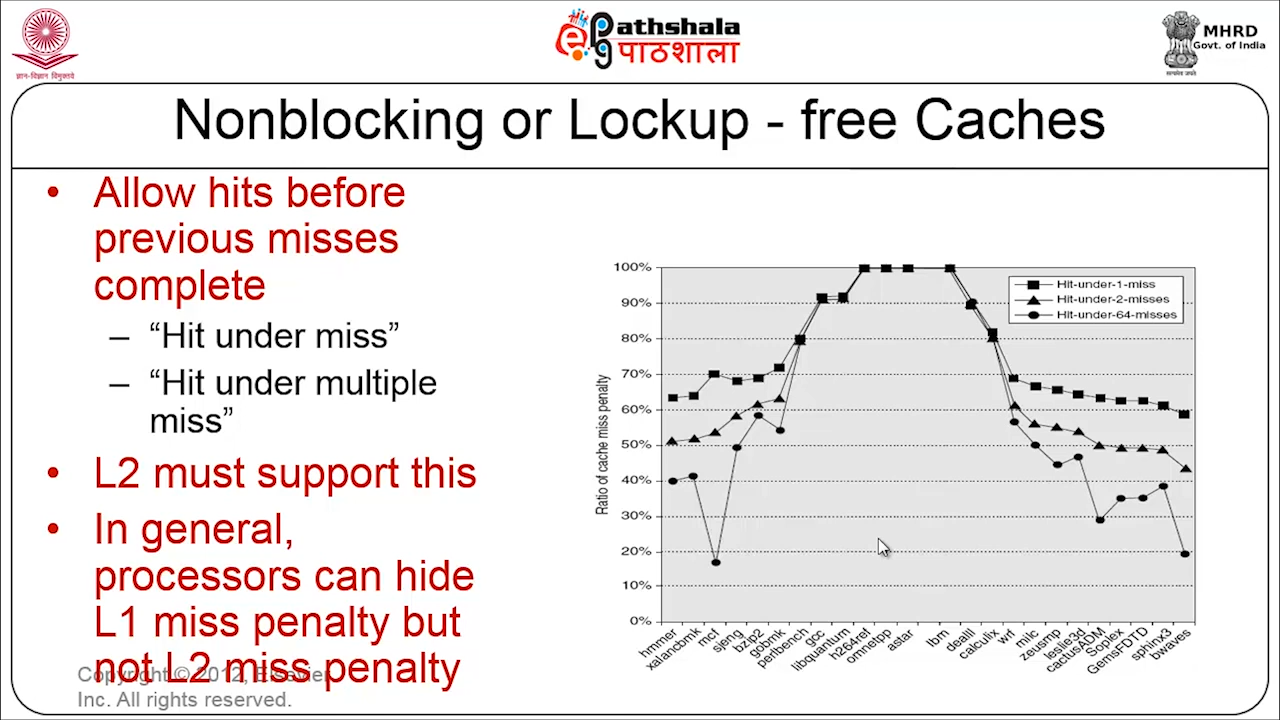 ज्ञान-विज्ञान विमुक्तये
ePathshala
pg पाठशाला
MHRD
Govt. of India
सत्यमेव जयते
Nonblocking or Lockup - free Caches
• Allow hits before
previous misses
complete
– “Hit under miss”
– “Hit under multiple
miss”
• L2 must support this
• In general,
processors can hide
L1 miss penalty but
not L2 miss penalty
Copyright © 2012, Elsevier
Inc. All rights reserved.
Ratio of cache miss penalty
100%
90%
80%
70%
60%
50%
40%
30%
20%
10%
0%
Hit-under-1-miss
Hit-under-2-misses
Hit-under-64-misses
hmmer
xalancbmk
mcf
sjeng
bzip2
gobmk
perlbench
gcc
libquantum
h264ref
omnetpp
astar
lbm
dealII
calculix
wrf
milc
zeusmp
leslie3d
cactusADM
Soplex
GemsFDTD
sphinx3
bwaves